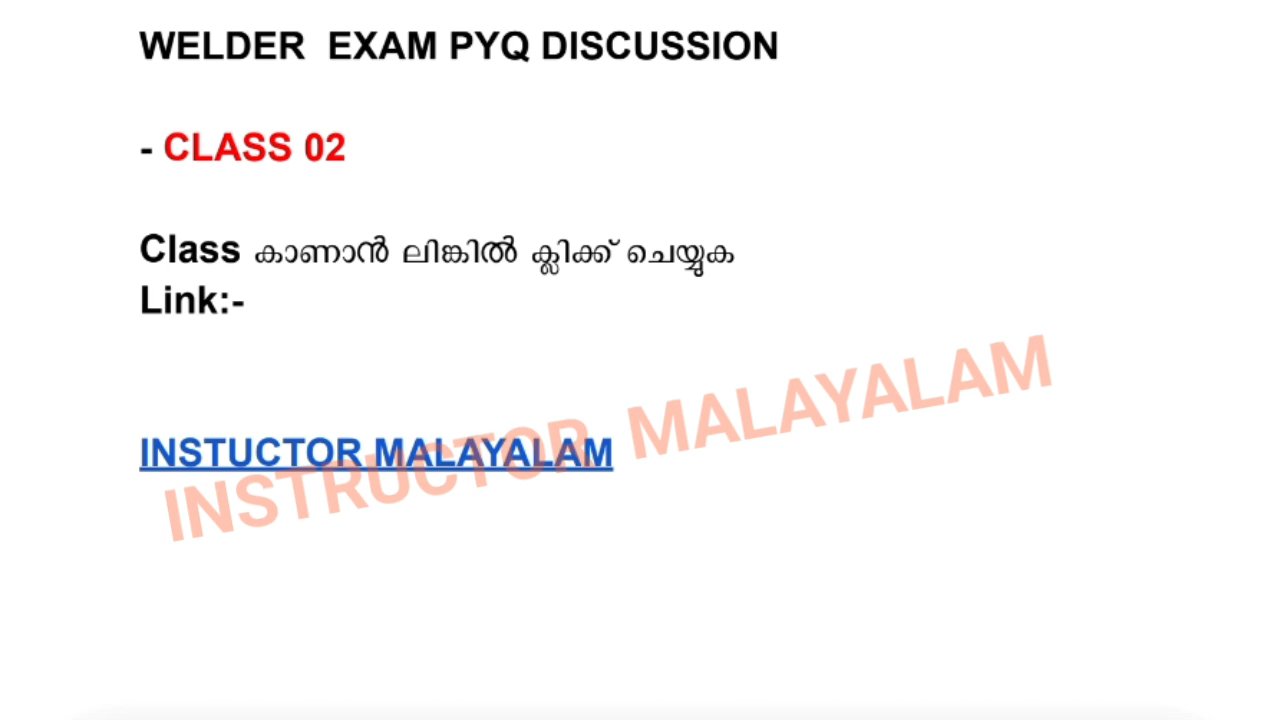 WELDER EXAM PYQ DISCUSSION
- CLASS 02
Class കാണാൻ ലിങ്കിൽ ക്ലിക്ക് ചെയ്യുക
Link:-
INSTUCTOR MALAYALAM
INSTRUCTOR MALAYALAM